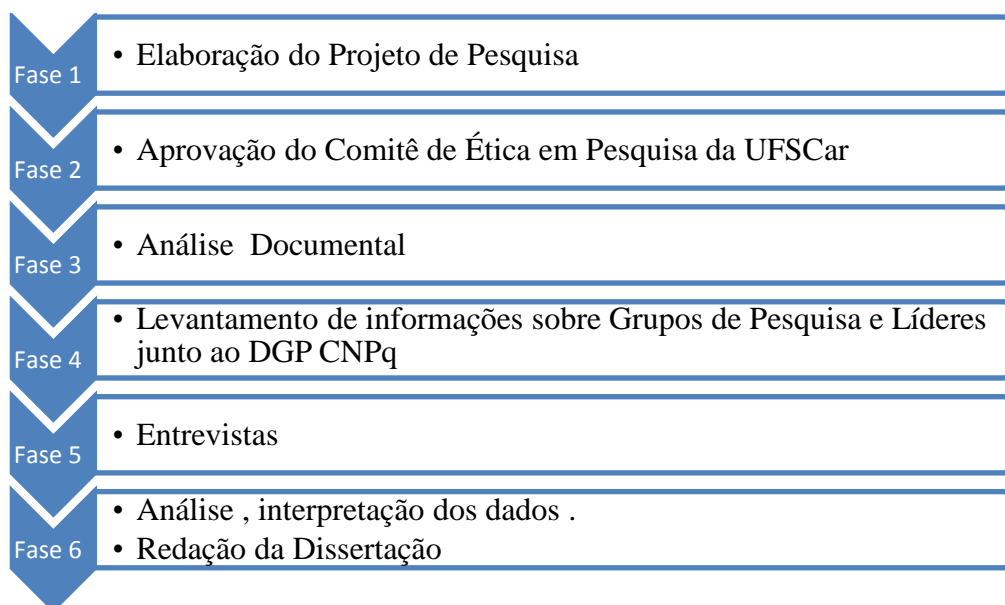 Fase 1
• Elaboração do Projeto de Pesquisa
Fase 2
• Aprovação do Comitê de Ética em Pesquisa da UFSCar
Fase 3
• Análise Documental
Fase 4
• Levantamento de informações sobre Grupos de Pesquisa e Líderes
junto ao DGP CNPq
Fase 5
• Entrevistas
Fase 6
• Análise , interpretação dos dados .
• Redação da Dissertação